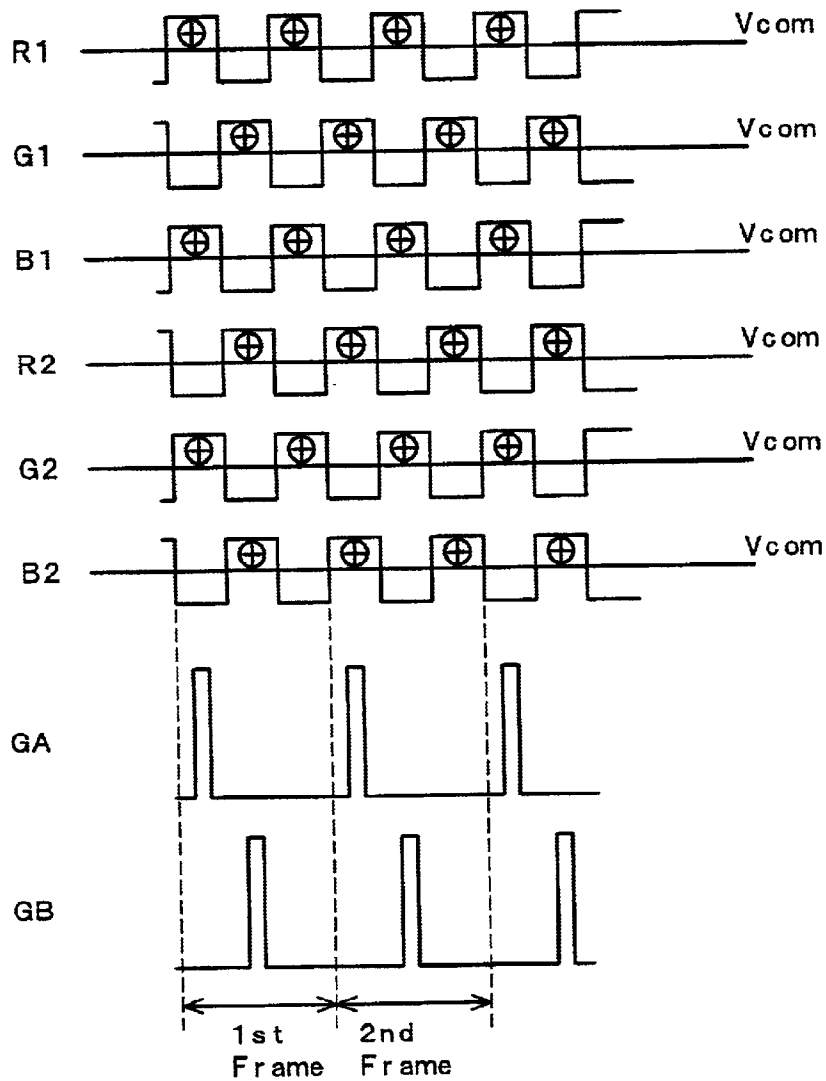 R1 Vcom
G1 Vcom
B1 Vcom
R2 Vcom
G2 Vcom
B2 Vcom
GA
GB
1st Frame
2nd Frame